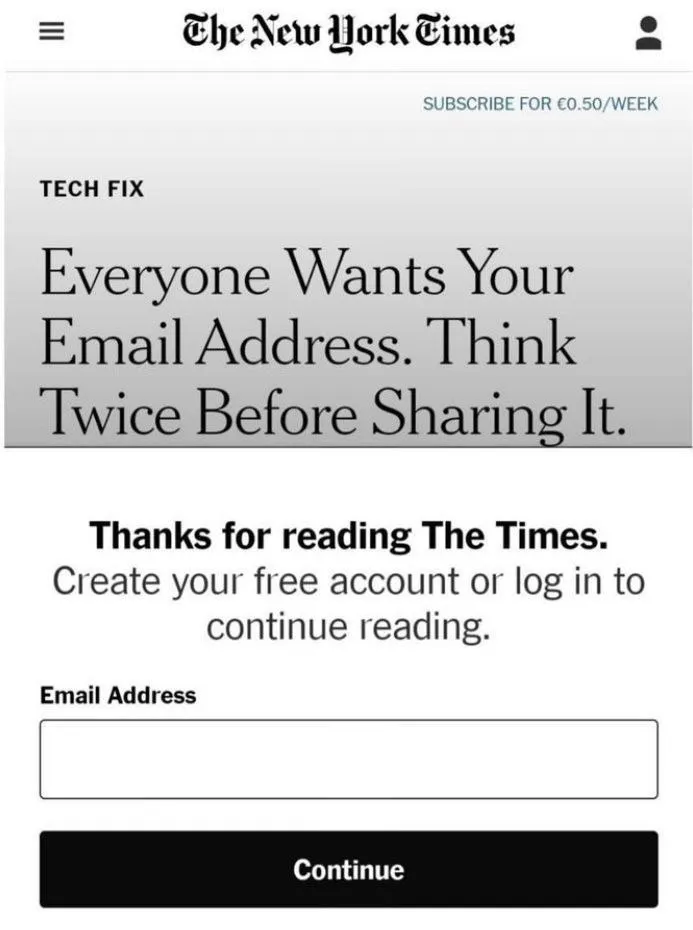 The New York Times
SUBSCRIBE FOR €0.50/WEEK
TECH FIX
Everyone Wants Your
Email Address. Think
Twice Before Sharing It.
Thanks for reading The Times.
Create your free account or log in to
continue reading.
Email Address
Continue